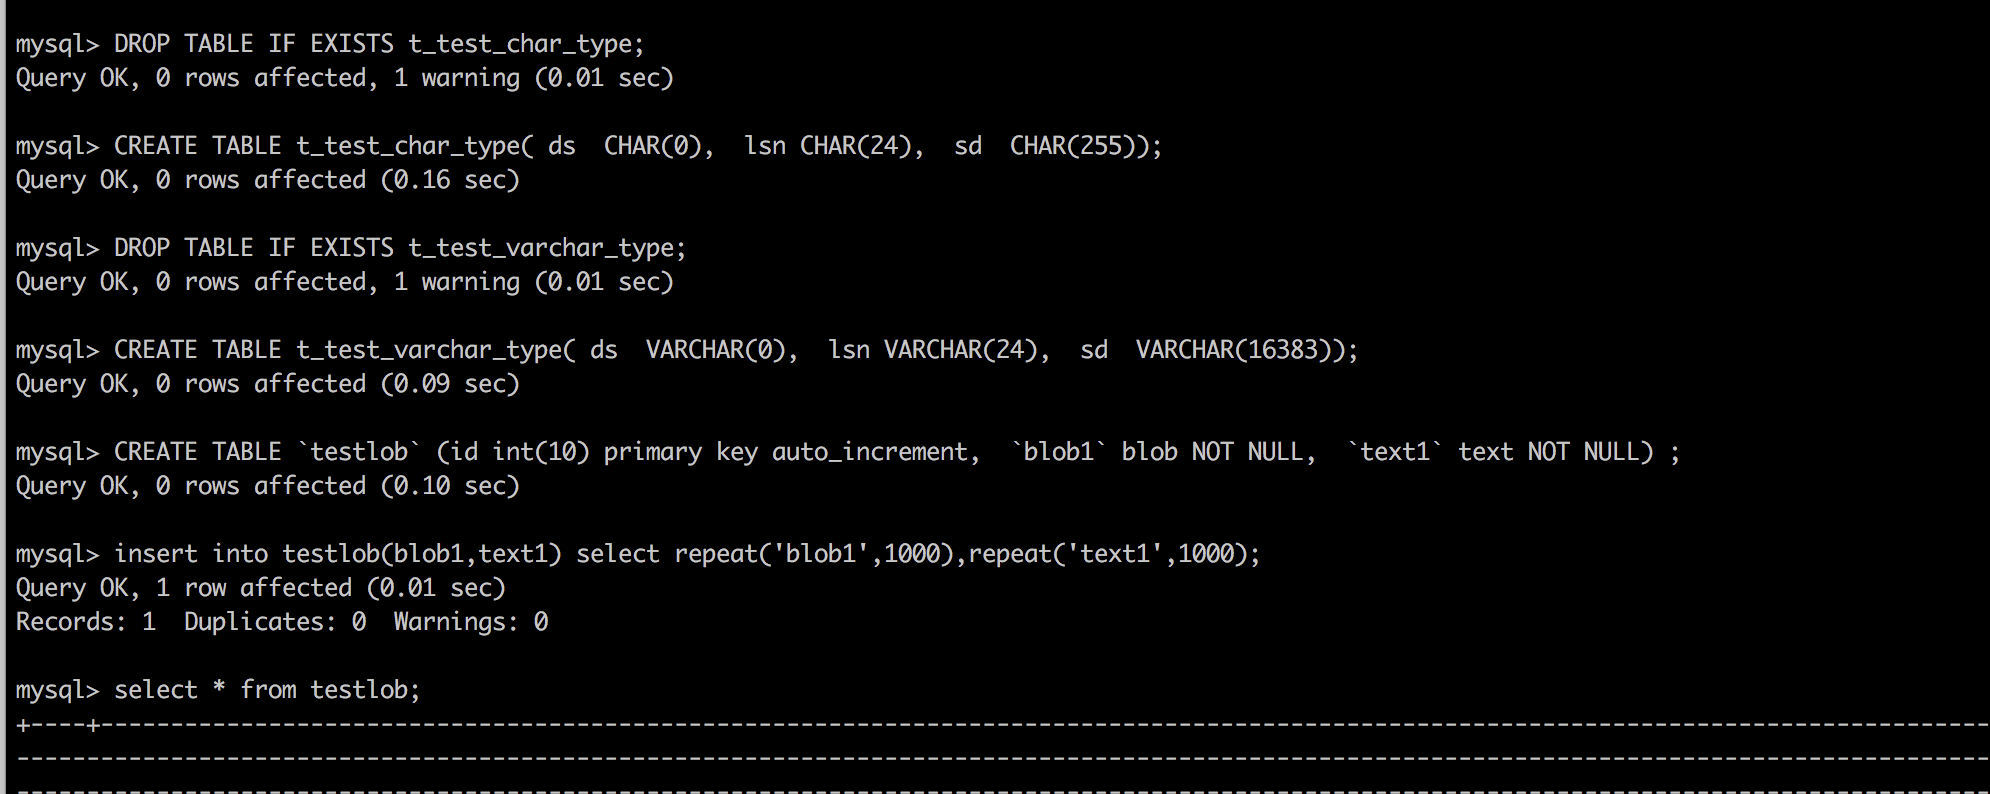 mysql> DROP TABLE IF EXISTS t_test_char_type;
Query OK, 0 rows affected, 1 warning (0.01 sec)
mysql> CREATE TABLE t_test_char_type( ds  CHAR(0),  lsn CHAR(24),  sd  CHAR(255));
Query OK, 0 rows affected (0.16 sec)
mysql> DROP TABLE IF EXISTS t_test_varchar_type;
Query OK, 0 rows affected, 1 warning (0.01 sec)
mysql> CREATE TABLE t_test_varchar_type( ds  VARCHAR(0),  lsn VARCHAR(24),  sd  VARCHAR(16383));
Query OK, 0 rows affected (0.09 sec)
mysql> CREATE TABLE `testlob` (id int(10) primary key auto_increment,  `blob1` blob NOT NULL,  `text1` text NOT NULL) ;
Query OK, 0 rows affected (0.10 sec)
mysql> insert into testlob(blob1,text1) select repeat('blob1',1000),repeat('text1',1000);
Query OK, 1 row affected (0.01 sec)
Records: 1  Duplicates: 0  Warnings: 0
mysql> select * from testlob;
+----+---------------------------------------------------------------------------------------------------------------------------------------
---------------------------------------------------------------------------------------------------------------------------------------------
---------------------------------------------------------------------------------------------------------------------------------------------